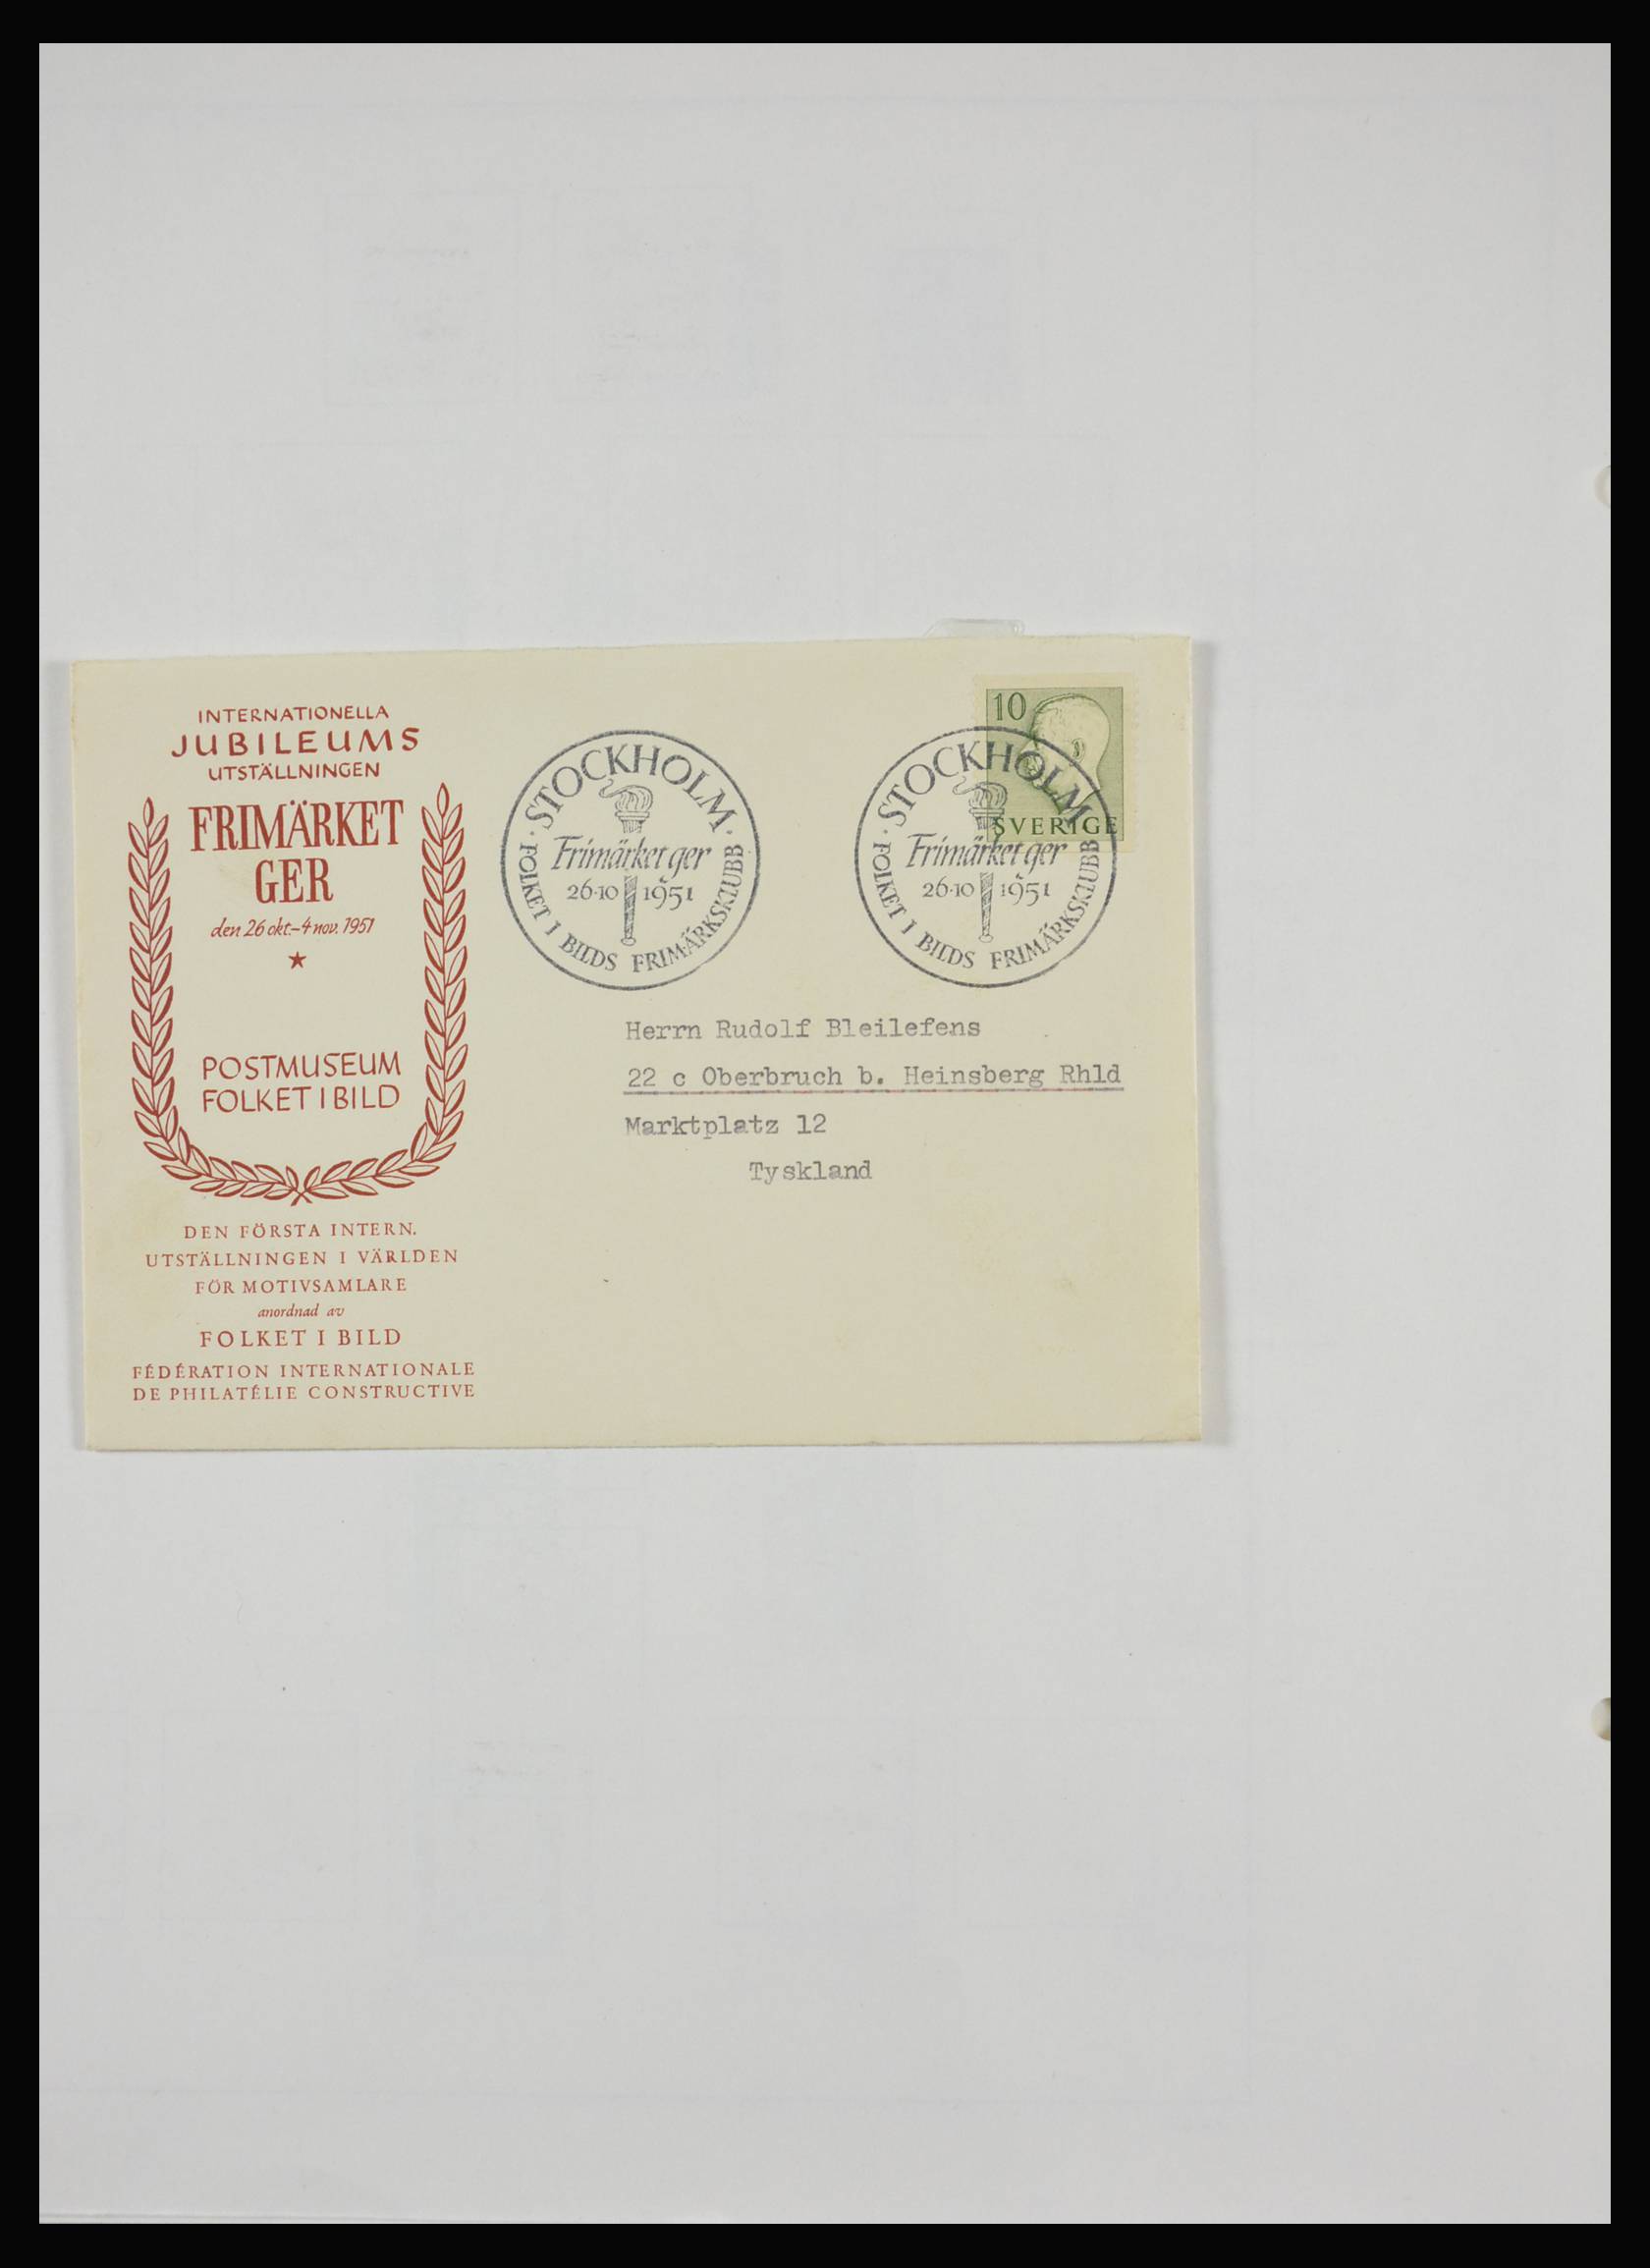 INTERNATIONELLA
JUBILEUMS
UTSTÄLLNINGEN
FRIMÄRKET
GER
den 26 okt.-4 nov. 1951
POSTMUSEUM
FOLKET I BILD
DEN FÖRSTA INTERN.
UTSTÄLLNINGEN I VÄRLDEN
FÖR MOTIVSAMLARE
anordnad av
FOLKET I BILD
FÉDÉRATION INTERNATIONALE
DE PHILATÉLIE CONSTRUCTIVE
STOCKHOLM
Frimärket ger
26·10 1951
FOLKET I BILDS FRIMÄRKSKLUBB
10
SVERIGE
STOCKHOLM
Frimärket ger
26·10 1951
FOLKET I BILDS FRIMÄRKSKLUBB
Herrn Rudolf Bleilefens
22 c Oberbruch b. Heinsberg Rhld
Marktplatz 12
Tyskland